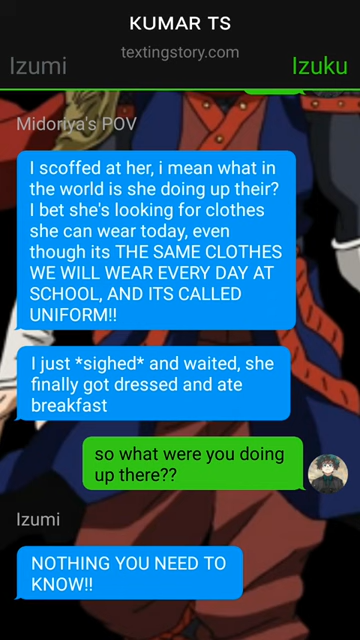 KUMAR TS
textingstory.com
Izumi
Izuku
Midoriya's POV
I scoffed at her, i mean what in
the world is she doing up their?
I bet she's looking for clothes
she can wear today, even
though its THE SAME CLOTHES
WE WILL WEAR EVERY DAY AT
SCHOOL, AND ITS CALLED
UNIFORM!!
I just *sighed* and waited, she
finally got dressed and ate
breakfast
so what were you doing
up there??
Izumi
NOTHING YOU NEED TO
KNOW!!